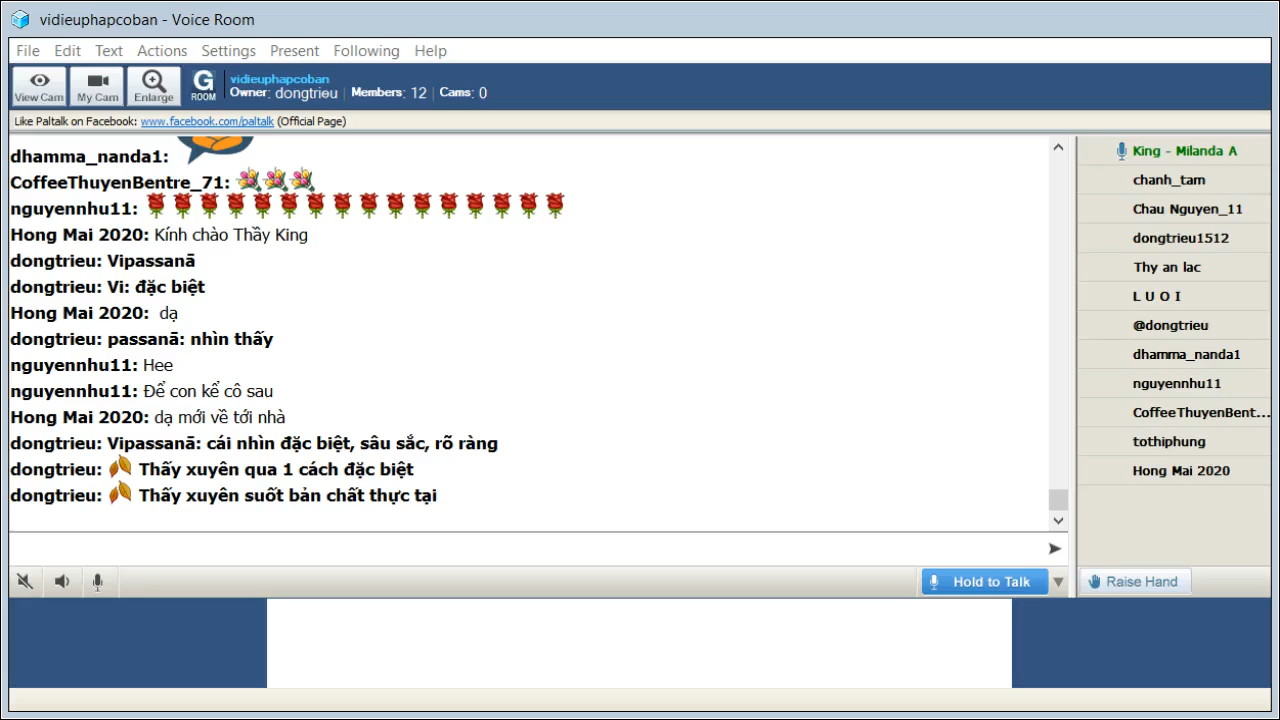 vidieuphapcoban - Voice Room
File Edit Text Actions Settings Present Following Help
View Cam My Cam Enlarge G ROOM vidieuphapcoban
Owner: dongtrieu Members: 12 Cams: 0
Like Paltalk on Facebook: www.facebook.com/paltalk (Official Page)
dhamma_nanda1:
CoffeeThuyenBentre_71:
nguyennhu11:
Hong Mai 2020: Kính chào Thầy King
dongtrieu: Vipassanã
dongtrieu: Vi: đặc biệt
Hong Mai 2020: dạ
dongtrieu: passanã: nhìn thấy
nguyennhu11: Hee
nguyennhu11: Để con kể cô sau
Hong Mai 2020: dạ mới về tới nhà
dongtrieu: Vipassanã: cái nhìn đặc biệt, sâu sắc, rõ ràng
dongtrieu: Thấy xuyên qua 1 cách đặc biệt
dongtrieu: Thấy xuyên suốt bản chất thực tại
King - Milanda A
chanh_tam
Chau Nguyen_11
dongtrieu1512
Thy an lac
L U O I
@dongtrieu
dhamma_nanda1
nguyennhu11
CoffeeThuyenBent...
tothiphung
Hong Mai 2020
Hold to Talk
Raise Hand